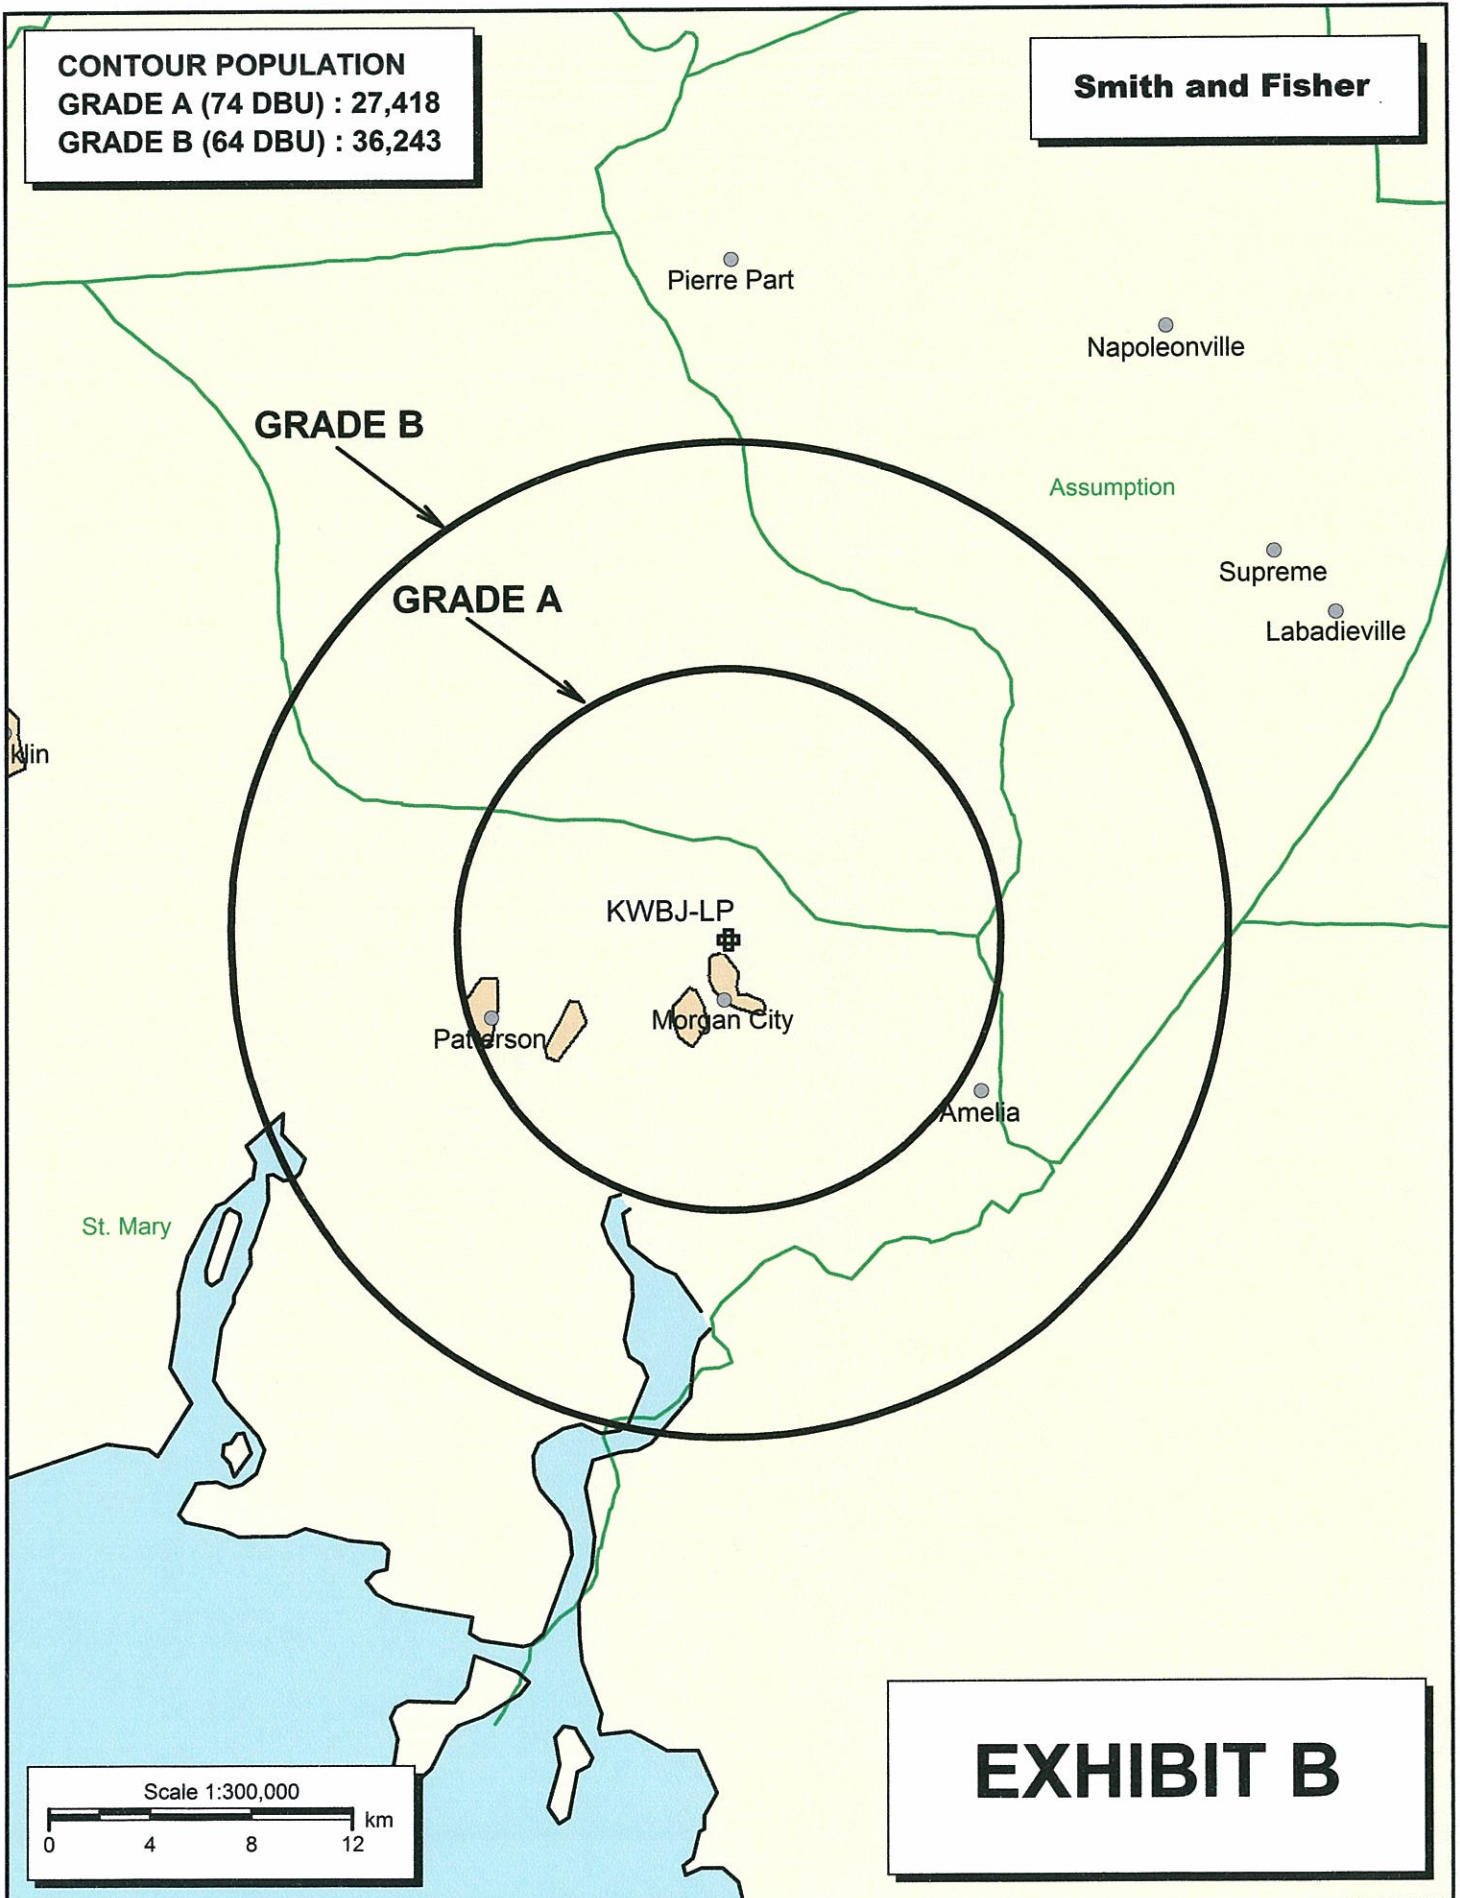 CONTOUR POPULATION
GRADE A (74 DBU) : 27,418
GRADE B (64 DBU) : 36,243
Smith and Fisher
Pierre Part
Napoleonville
GRADE B
Assumption
Supreme
GRADE A
Labadieville
klin
KWBJ-LP
Morgan City
Patterson
Amelia
St. Mary
EXHIBIT B
Scale 1:300,000
km
0 4 8 12